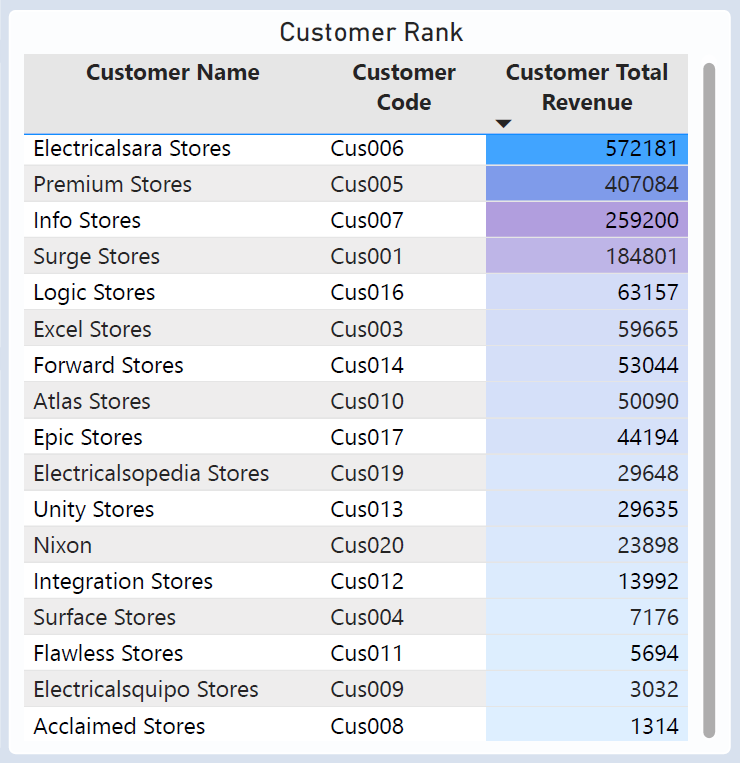 Customer Rank
Customer Name Customer Code Customer Total Revenue
Electricalsara Stores Cus006 572181
Premium Stores Cus005 407084
Info Stores Cus007 259200
Surge Stores Cus001 184801
Logic Stores Cus016 63157
Excel Stores Cus003 59665
Forward Stores Cus014 53044
Atlas Stores Cus010 50090
Epic Stores Cus017 44194
Electricalsopedia Stores Cus019 29648
Unity Stores Cus013 29635
Nixon Cus020 23898
Integration Stores Cus012 13992
Surface Stores Cus004 7176
Flawless Stores Cus011 5694
Electricalsquipo Stores Cus009 3032
Acclaimed Stores Cus008 1314